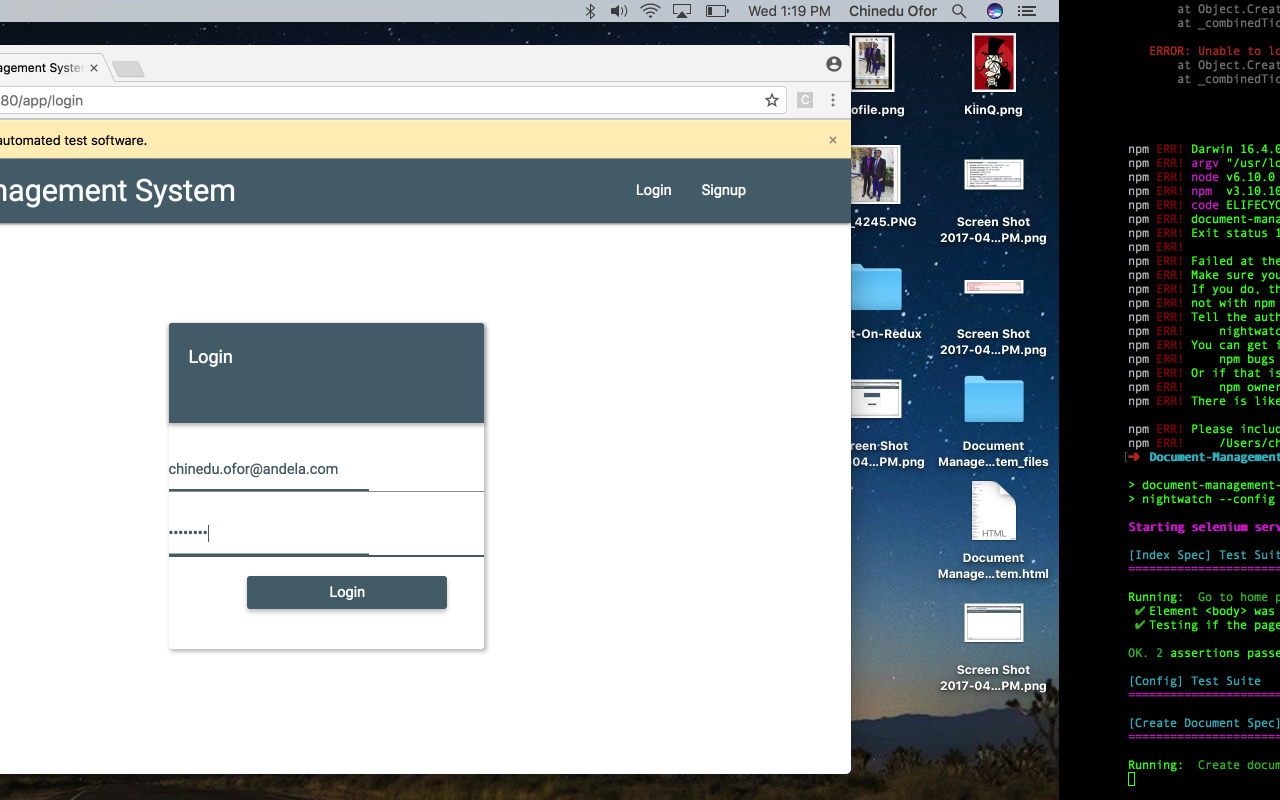 Wed 1:19 PM Chinedu Ofor
agement System
80/app/login
C
automated test software.
nagement System
Login Signup
Login
chinedu.ofor@andela.com
••••••••
Login
ofile.png
KiinQ.png
_4245.PNG
Screen Shot
2017-04...PM.png
t-On-Redux
Screen Shot
2017-04...PM.png
reen Shot
04...PM.png
Document
Manage...tem_files
HTML
Document
Manage...tem.html
Screen Shot
2017-04...PM.png
at Object.Crea
at _combinedTic
ERROR: Unable to lo
at Object.Creat
at _combinedTic
npm ERR! Darwin 16.4.0
npm ERR! argv "/usr/lo
npm ERR! node v6.10.0
npm ERR! npm v3.10.10
npm ERR! code ELIFECYC
npm ERR! document-mana
npm ERR! Exit status 1
npm ERR!
npm ERR! Failed at the
npm ERR! Make sure you
npm ERR! If you do, th
npm ERR! not with npm
npm ERR! Tell the auth
npm ERR! nightwatc
npm ERR! You can get i
npm ERR! npm bugs
npm ERR! Or if that is
npm ERR! npm owner
npm ERR! There is like
npm ERR! Please includ
npm ERR! /Users/ch
[➜ Document-Management
> document-management-
> nightwatch --config
Starting selenium serv
[Index Spec] Test Suit
======================
Running: Go to home p
✔ Element <body> was
✔ Testing if the page
OK. 2 assertions passe
[Config] Test Suite
======================
[Create Document Spec]
======================
Running: Create docum